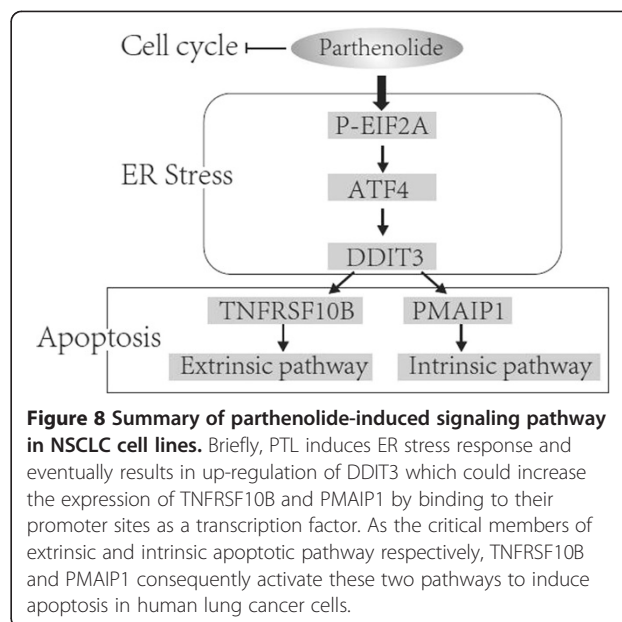 Cell cycle
Parthenolide
P-EIF2A
ER Stress
ATF4
DDIT3
TNFRSF10B PMAIP1
Apoptosis
Extrinsic pathway Intrinsic pathway
Figure 8 Summary of parthenolide-induced signaling pathway
in NSCLC cell lines. Briefly, PTL induces ER stress response and
eventually results in up-regulation of DDIT3 which could increase
the expression of TNFRSF10B and PMAIP1 by binding to their
promoter sites as a transcription factor. As the critical members of
extrinsic and intrinsic apoptotic pathway respectively, TNFRSF10B
and PMAIP1 consequently activate these two pathways to induce
apoptosis in human lung cancer cells.